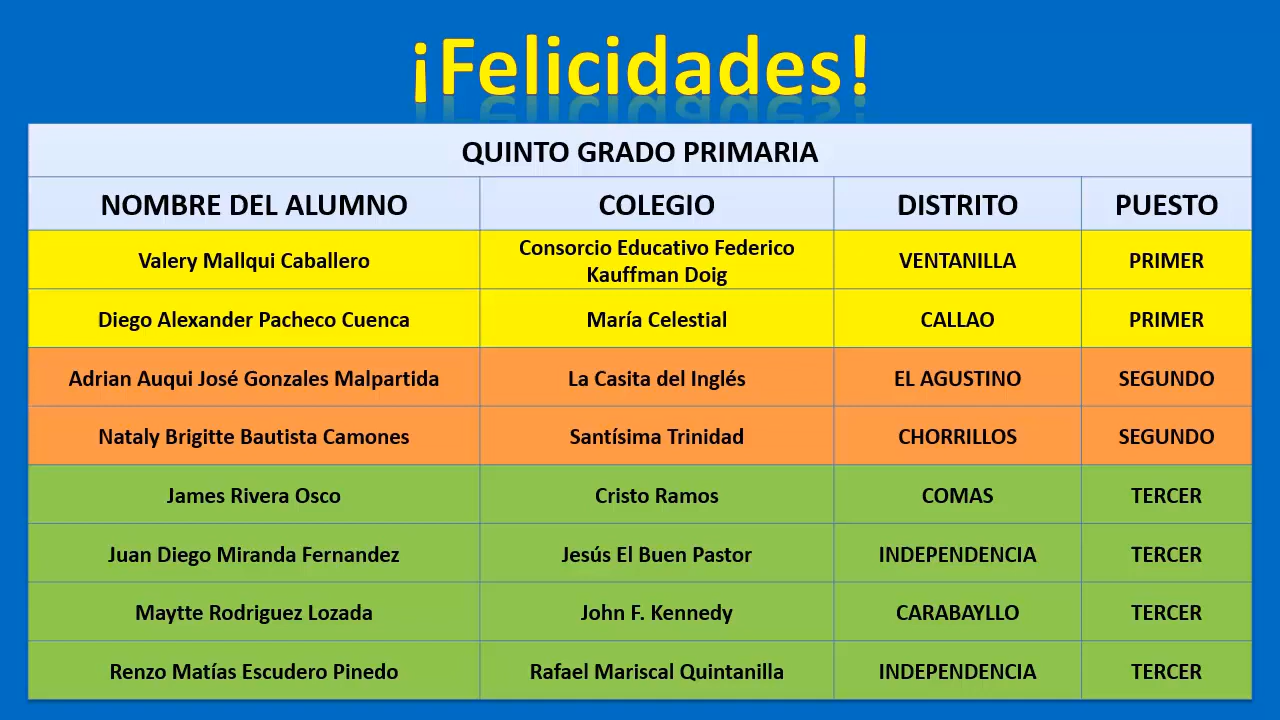 ¡Felicidades!
QUINTO GRADO PRIMARIA
NOMBRE DEL ALUMNO COLEGIO DISTRITO PUESTO
Valery Mallqui Caballero Consorcio Educativo Federico Kauffman Doig VENTANILLA PRIMER
Diego Alexander Pacheco Cuenca María Celestial CALLAO PRIMER
Adrian Auqui José Gonzales Malpartida La Casita del Inglés EL AGUSTINO SEGUNDO
Nataly Brigitte Bautista Camones Santísima Trinidad CHORRILLOS SEGUNDO
James Rivera Osco Cristo Ramos COMAS TERCER
Juan Diego Miranda Fernandez Jesús El Buen Pastor INDEPENDENCIA TERCER
Maytte Rodriguez Lozada John F. Kennedy CARABAYLLO TERCER
Renzo Matías Escudero Pinedo Rafael Mariscal Quintanilla INDEPENDENCIA TERCER